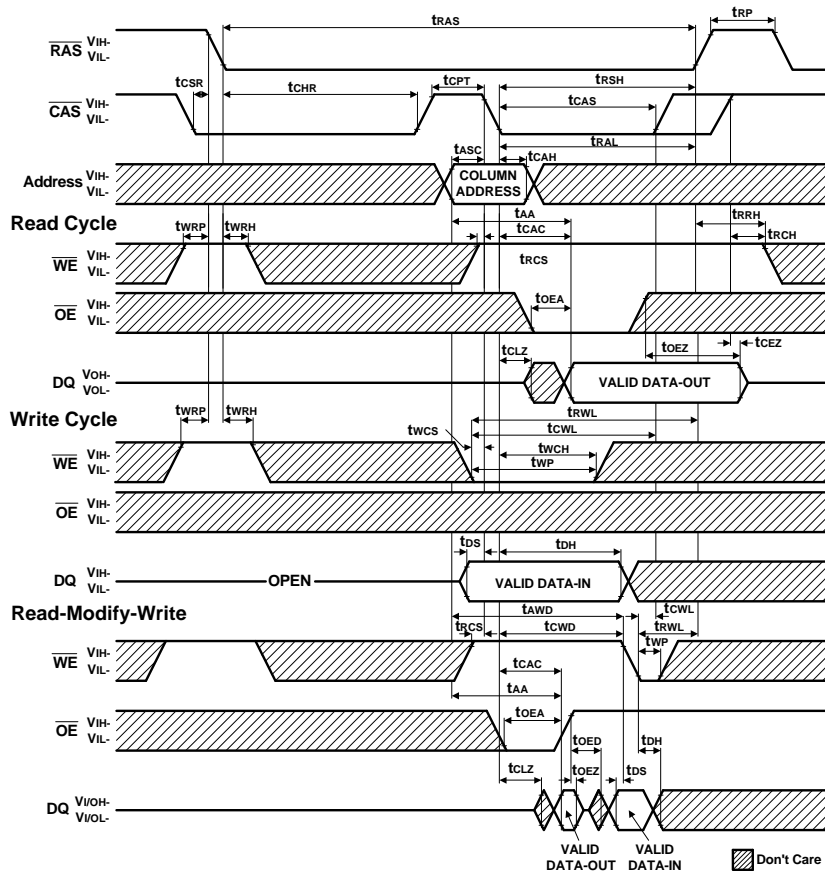 tRAS
tRP
RAS VIH-
VIL-
tCSR
tCHR
tCPT
tRSH
tCAS
CAS VIH-
VIL-
tRAL
tASC
tCAH
Address VIH-
VIL-
COLUMN
ADDRESS
Read Cycle
tAA
tRRH
tWRP
tWRH
tCAC
tRCH
WE VIH-
VIL-
tRCS
OE VIH-
VIL-
tOEA
tOEZ
tCEZ
tCLZ
DQ VOH-
VOL-
VALID DATA-OUT
Write Cycle
tWRP
tWRH
tRWL
tWCS
tCWL
tWCH
tWP
WE VIH-
VIL-
OE VIH-
VIL-
tDS
tDH
DQ VIH-
VIL-
OPEN
VALID DATA-IN
Read-Modify-Write
tAWD
tCWL
tRCS
tCWD
tRWL
tWP
WE VIH-
VIL-
tCAC
tAA
OE VIH-
VIL-
tOEA
tOED
tDH
tCLZ
tOEZ
tDS
DQ VI/OH-
VI/OL-
VALID
DATA-OUT
VALID
DATA-IN
Don't Care